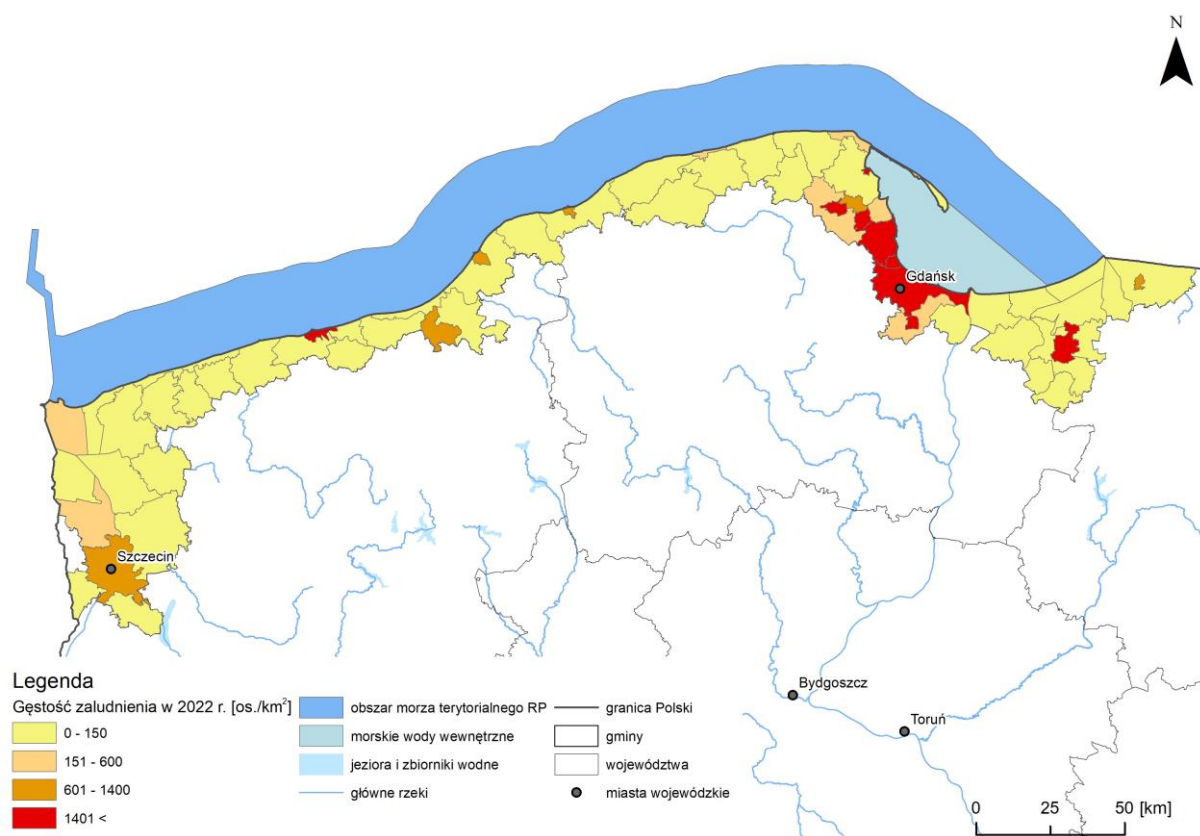 N
Gdańsk
Szczecin
Bydgoszcz
Toruń
Legenda
Gęstość zaludnienia w 2022 r. [os./km²]
0 - 150
151 - 600
601 - 1400
1401 <
obszar morza terytorialnego RP
morskie wody wewnętrzne
jeziora i zbiorniki wodne
główne rzeki
granica Polski
gminy
województwa
miasta wojewódzkie
0 25 50 [km]